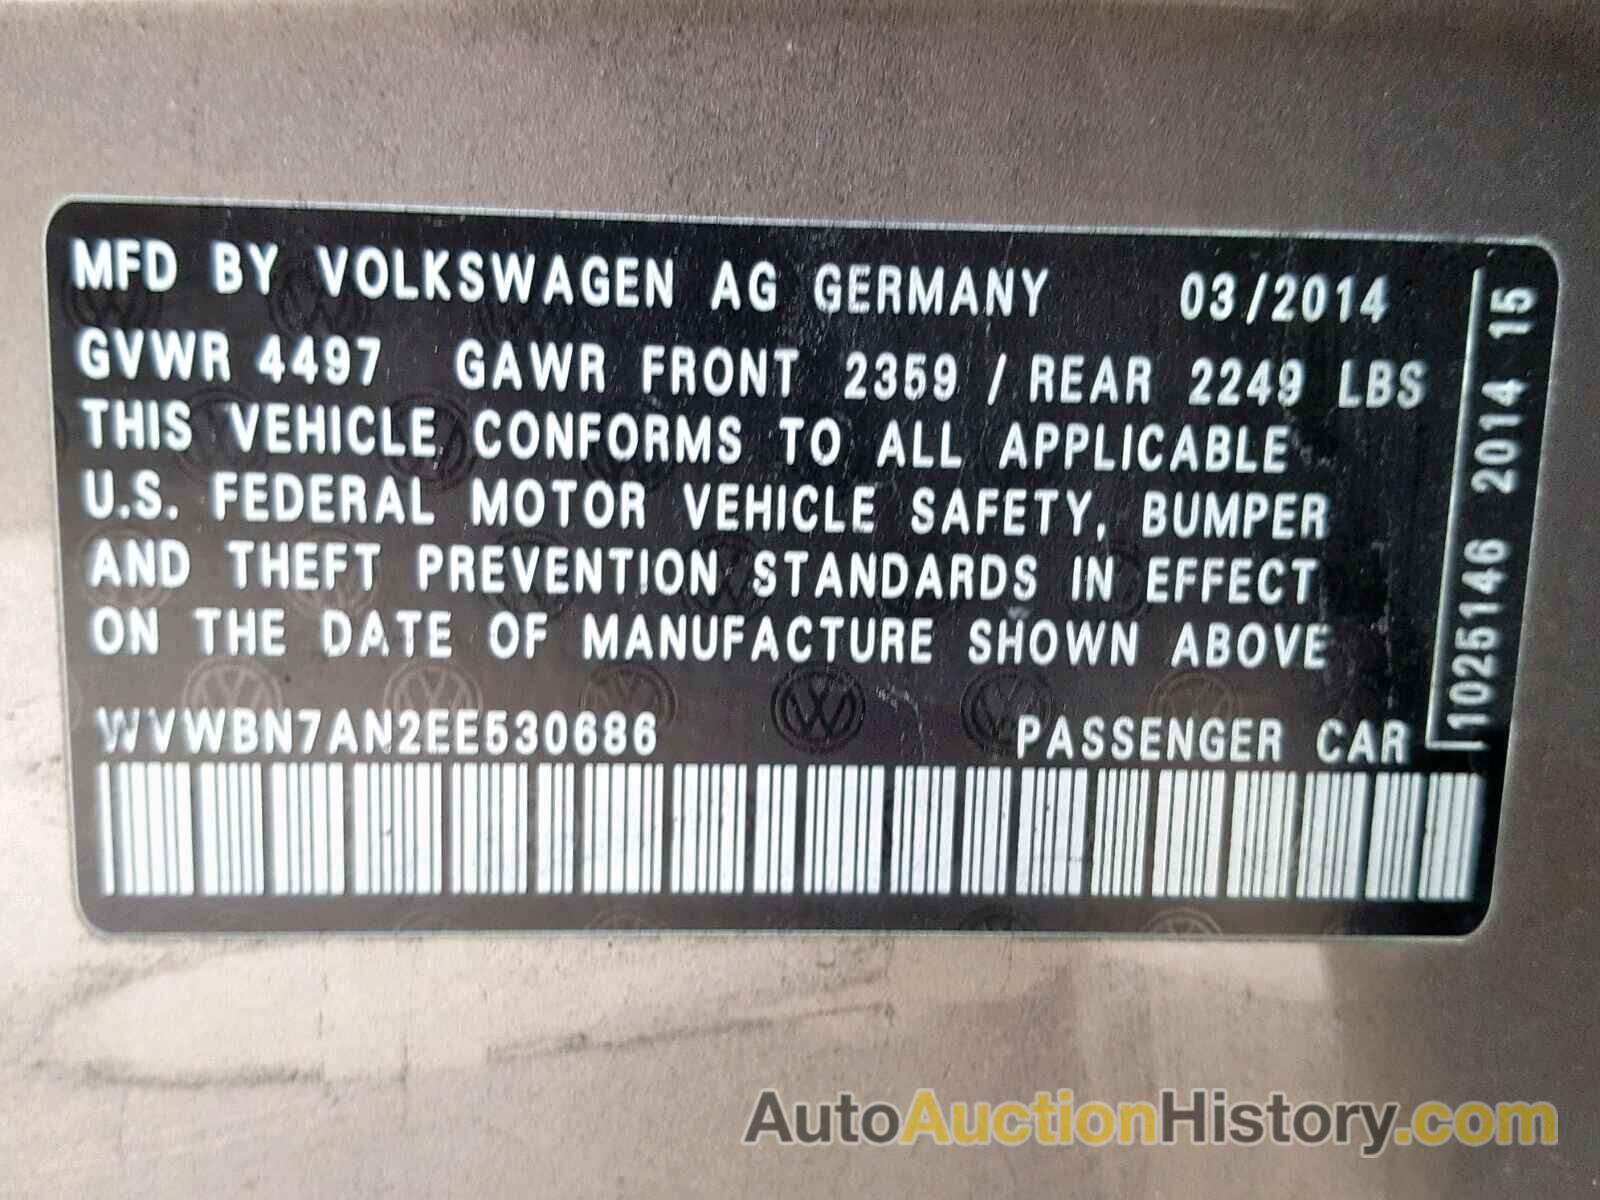 MFD BY VOLKSWAGEN AG GERMANY 03/2014
GVWR 4497 GAWR FRONT 2359 / REAR 2249 LBS
THIS VEHICLE CONFORMS TO ALL APPLICABLE
U.S. FEDERAL MOTOR VEHICLE SAFETY, BUMPER
AND THEFT PREVENTION STANDARDS IN EFFECT
ON THE DATE OF MANUFACTURE SHOWN ABOVE
WVWBN7AN2EE530686 PASSENGER CAR
1025146 2014 15
AutoAuctionHistory.com